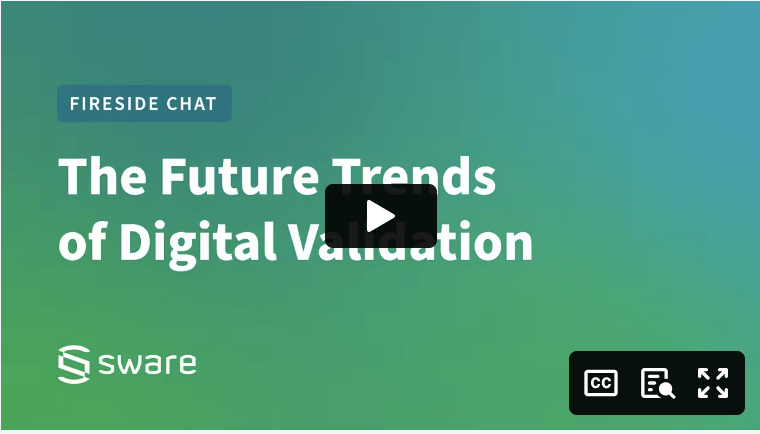 FIRESIDE CHAT
The Future Trends
of Digital Validation
sware
CC